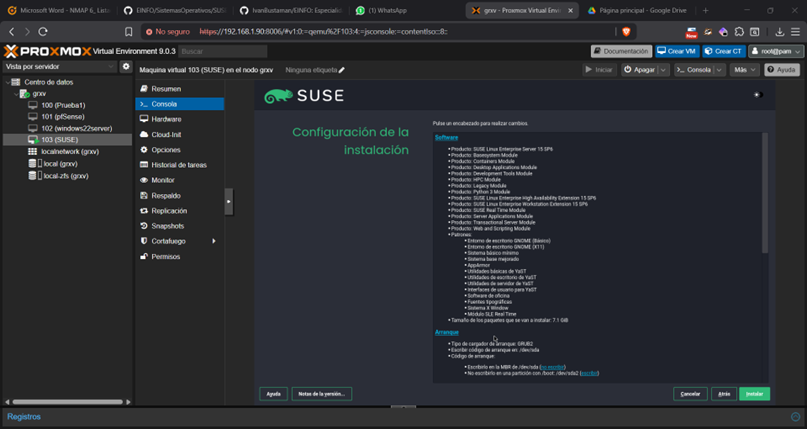 Microsoft Word - NMAP 6_ Liste
EINFO/SistemasOperativos/SUSE
IvanBustaman/EINFO: Especialid
(1) WhatsApp
grxv - Proxmox Virtual Envir
Página principal - Google Drive
No seguro https://192.168.1.90:8006/#v1:0:=qemu%2F103:4:=jsconsole:=contentIso:::8::
PROXMOX Virtual Environment 9.0.3 Buscar
Documentación Crear VM Crear CT root@pam
Vista por servidor
Maquina virtual 103 (SUSE) en el nodo grxv Ninguna etiqueta
Iniciar Apagar Consola Más Ayuda
Centro de datos
grxv
100 (Prueba1)
101 (pfSense)
102 (windows22server)
103 (SUSE)
localnetwork (grxv)
local (grxv)
local-zfs (grxv)
Resumen
Consola
Hardware
Cloud-Init
Opciones
Historial de tareas
Monitor
Respaldo
Replicación
Snapshots
Cortafuego
Permisos
SUSE
Configuración de la
instalación
Pulse un encabezado para realizar cambios.
Software
• Producto: SUSE Linux Enterprise Server 15 SP6
• Producto: Basesystem Module
• Producto: Containers Module
• Producto: Desktop Applications Module
• Producto: Development Tools Module
• Producto: HPC Module
• Producto: Legacy Module
• Producto: Python 3 Module
• Producto: SUSE Linux Enterprise High Availability Extension 15 SP6
• Producto: SUSE Linux Enterprise Workstation Extension 15 SP6
• Producto: SUSE Real Time Module
• Producto: Server Applications Module
• Producto: Transactional Server Module
• Producto: Web and Scripting Module
• Patrones:
• Entorno de escritorio GNOME (Básico)
• Entorno de escritorio GNOME (X11)
• Sistema básico mínimo
• Sistema base mejorado
• AppArmor
• Utilidades básicas de YaST
• Utilidades de escritorio de YaST
• Utilidades de servidor de YaST
• Interfaces de usuario para YaST
• Software de oficina
• Fuentes tipográficas
• Sistema X Window
• Módulo SLE Real Time
• Tamaño de los paquetes que se van a instalar: 7.1 GiB
Arranque
• Tipo de cargador de arranque: GRUB2
• Escribir código de arranque en: /dev/sda
• Código de arranque:
• Escribirlo en la MBR de /dev/sda (no escribir)
• No escribirlo en una partición con /boot: /dev/sda2 (escribir)
Ayuda Notas de la versión... Cancelar Atrás Instalar
Registros